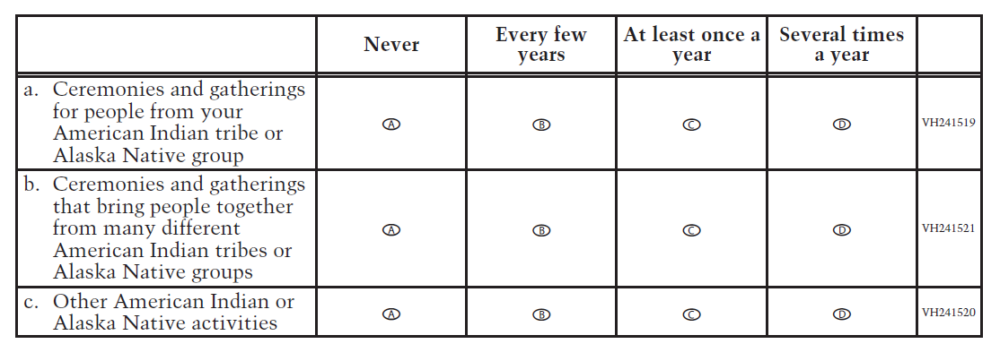 Never
Every few
years
At least once a
year
Several times
a year
a. Ceremonies and gatherings
for people from your
American Indian tribe or
Alaska Native group
A B C D VH241519
b. Ceremonies and gatherings
that bring people together
from many different
American Indian tribes or
Alaska Native groups
A B C D VH241521
c. Other American Indian or
Alaska Native activities
A B C D VH241520